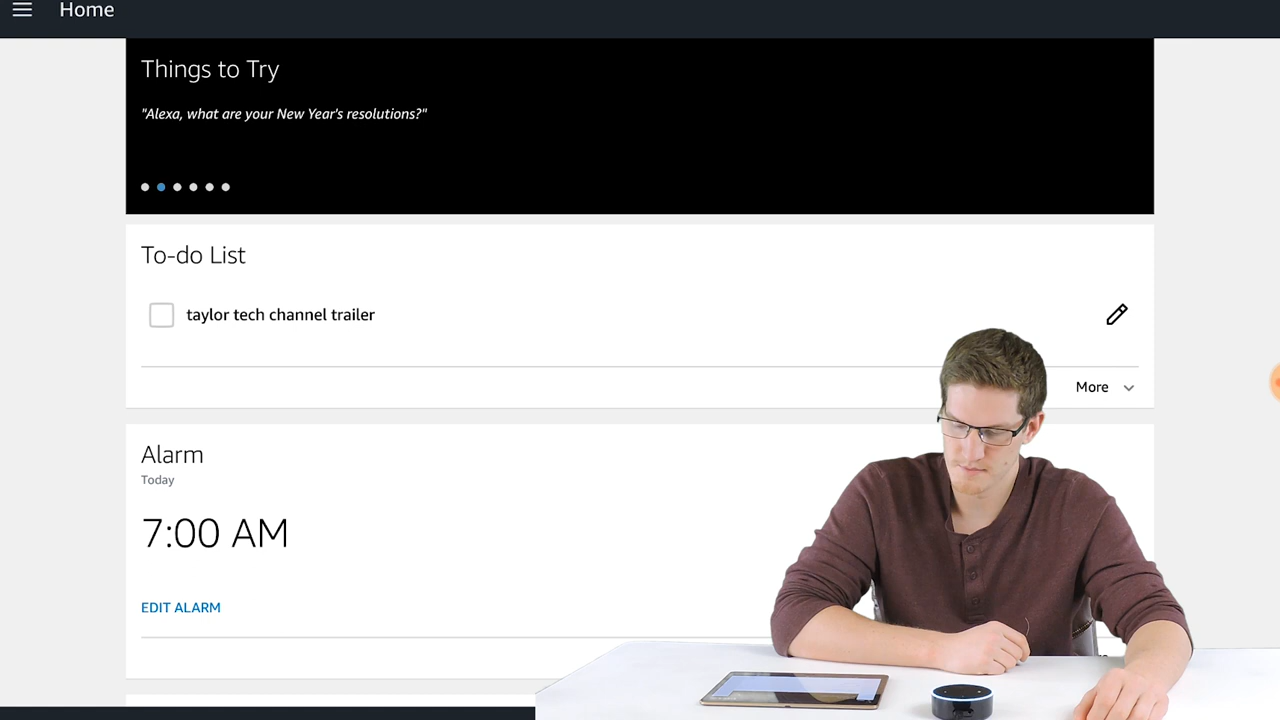 Home
Things to Try
"Alexa, what are your New Year's resolutions?"
To-do List
taylor tech channel trailer
More
Alarm
Today
7:00 AM
EDIT ALARM